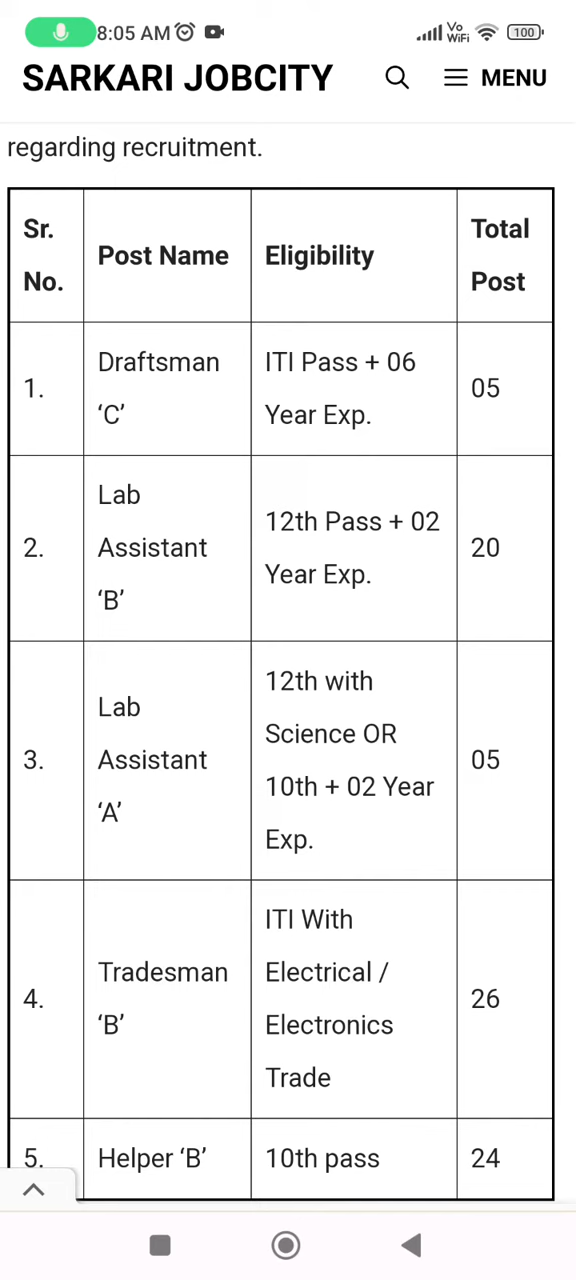 8:05 AM
Vo
WiFi
100
SARKARI JOBCITY
MENU
regarding recruitment.
Sr.
No.
Post Name
Eligibility
Total
Post
1.
Draftsman
‘C’
ITI Pass + 06
Year Exp.
05
2.
Lab
Assistant
‘B’
12th Pass + 02
Year Exp.
20
3.
Lab
Assistant
‘A’
12th with
Science OR
10th + 02 Year
Exp.
05
4.
Tradesman
‘B’
ITI With
Electrical /
Electronics
Trade
26
5.
Helper ‘B’
10th pass
24